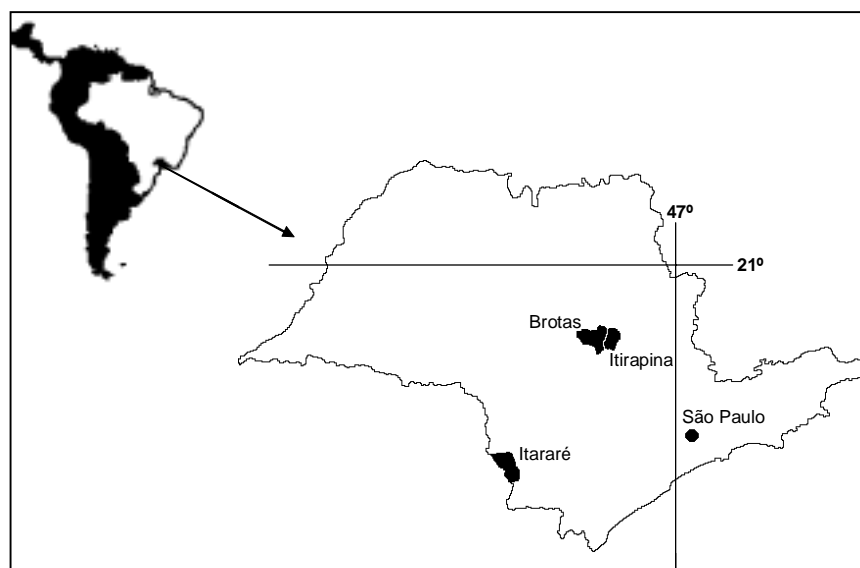 47º
21º
Brotas
Itirapina
São Paulo
Itararé